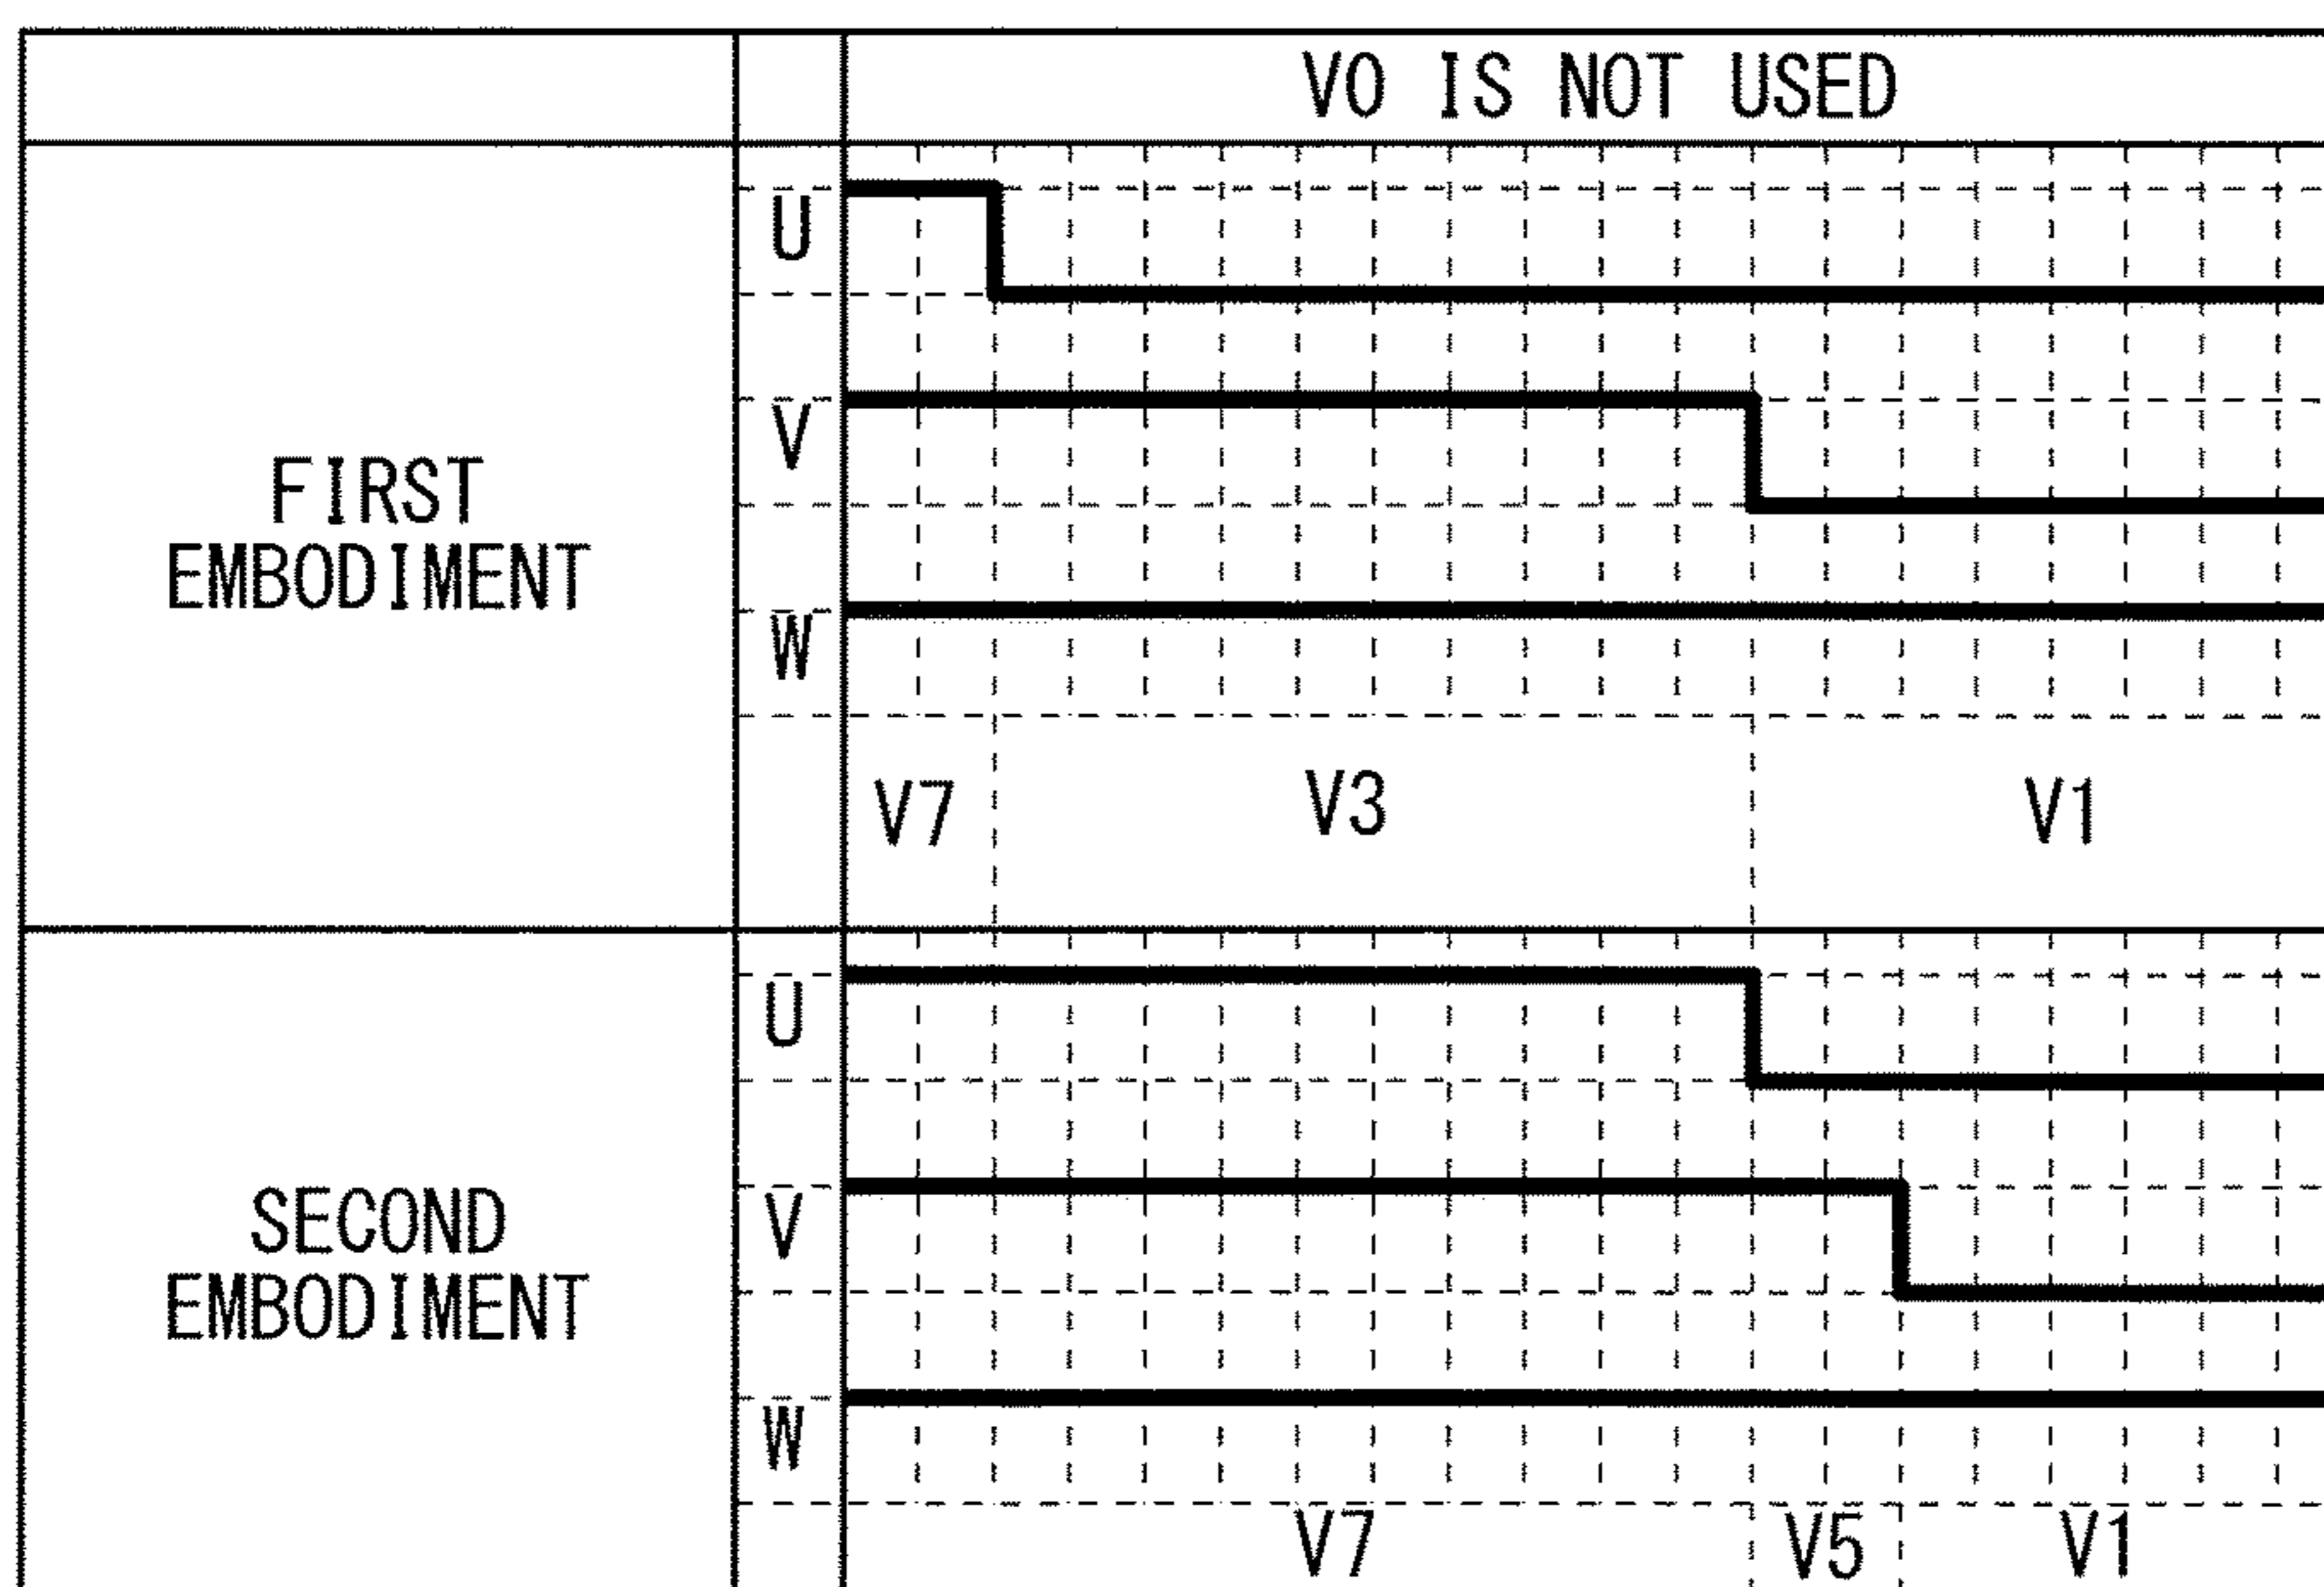 V0 IS NOT USED
U
V
FIRST
EMBODIMENT
W
V7 V3 V1
U
V
SECOND
EMBODIMENT
W
V7 V5 V1